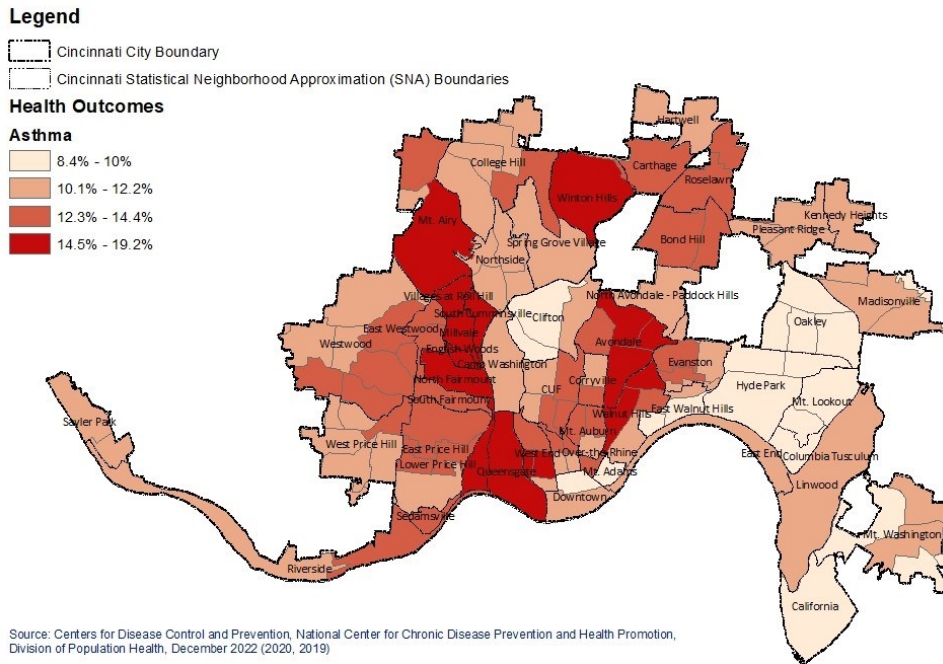 Legend
Cincinnati City Boundary
Cincinnati Statistical Neighborhood Approximation (SNA) Boundaries
Health Outcomes
Asthma
8.4% - 10%
10.1% - 12.2%
12.3% - 14.4%
14.5% - 19.2%
Hartwell
College Hill
Carthage
Roselawn
Winton Hills
Mt. Airy
Kennedy Heights
Pleasant Ridge
Bond Hill
Spring Grove Village
Northside
Villages at Roll Hill
North Avondale - Paddock Hills
Madisonville
South Cumminsville
Clifton
Oakley
East Westwood
Millvale
Westwood
Avondale
English Woods
Camp Washington
Evanston
North Fairmount
CUF
Corryville
Hyde Park
South Fairmount
Mt. Lookout
Walnut Hills
East Walnut Hills
Sayler Park
Mt. Auburn
West Price Hill
East Price Hill
West End
Over-the-Rhine
East End
Columbia Tusculum
Lower Price Hill
Queensgate
Mt. Adams
Linwood
Downtown
Sedamsville
Mt. Washington
Riverside
California
Source: Centers for Disease Control and Prevention, National Center for Chronic Disease Prevention and Health Promotion,
Division of Population Health, December 2022 (2020, 2019)